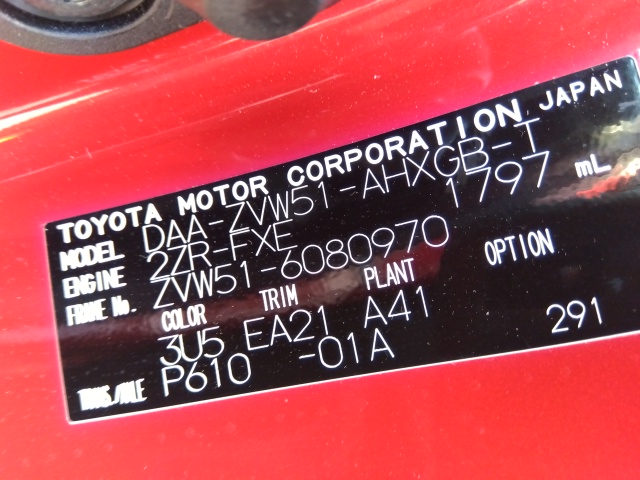 TOYOTA MOTOR CORPORATION JAPAN
MODEL DAA-ZVW51-AHXGB-T
ENGINE 2ZR-FXE 1797 mL
FRAME No. ZVW51-6080970
COLOR TRIM PLANT OPTION
3U5 EA21 A41
TRANS./AXLE P610 -01A 291